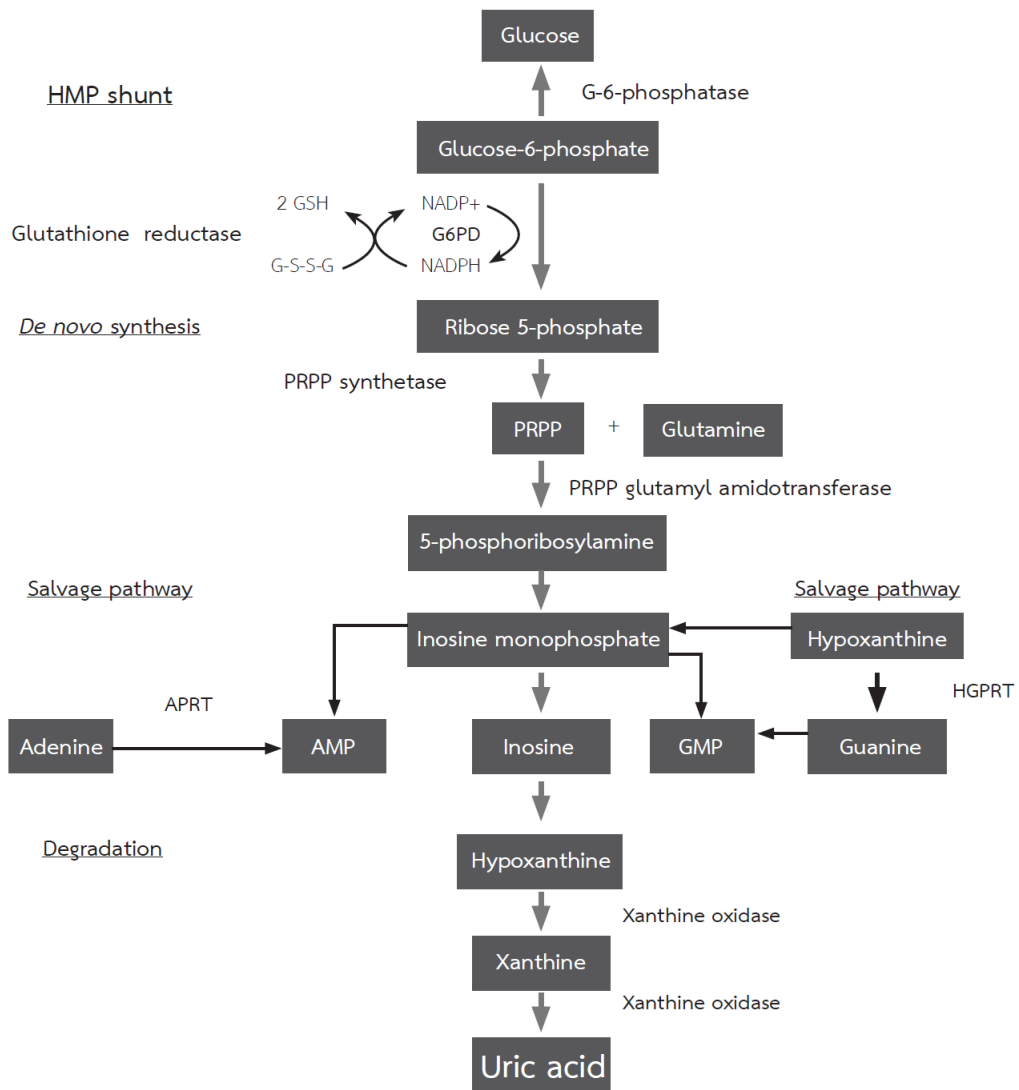 Glucose
HMP shunt
G-6-phosphatase
Glucose-6-phosphate
2 GSH
NADP+
Glutathione reductase
G6PD
G-S-S-G
NADPH
De novo synthesis
Ribose 5-phosphate
PRPP synthetase
PRPP
+
Glutamine
PRPP glutamyl amidotransferase
5-phosphoribosylamine
Salvage pathway
Salvage pathway
Inosine monophosphate
Hypoxanthine
APRT
HGPRT
Adenine
AMP
Inosine
GMP
Guanine
Degradation
Hypoxanthine
Xanthine oxidase
Xanthine
Xanthine oxidase
Uric acid